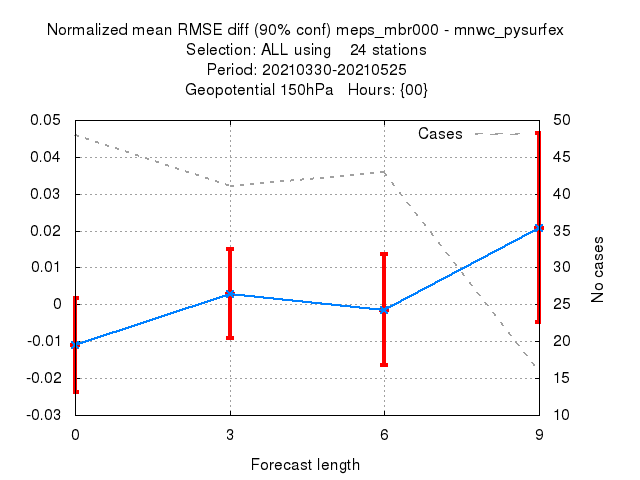 Normalized mean RMSE diff (90% conf) meps_mbr000 - mnwc_pysurfex
Selection: ALL using    24 stations
Period: 20210330-20210525
Geopotential 150hPa   Hours: {00}
Cases
0.05
0.04
0.03
0.02
0.01
0
-0.01
-0.02
-0.03
50
45
40
35
30
25
20
15
10
No cases
0 3 6 9
Forecast length